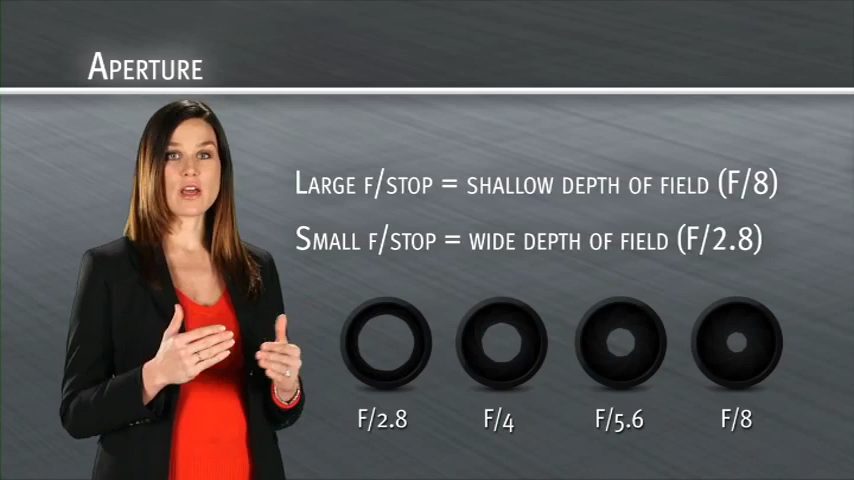 Aperture
Large f/stop = shallow depth of field (F/8)
Small f/stop = wide depth of field (F/2.8)
F/2.8 F/4 F/5.6 F/8